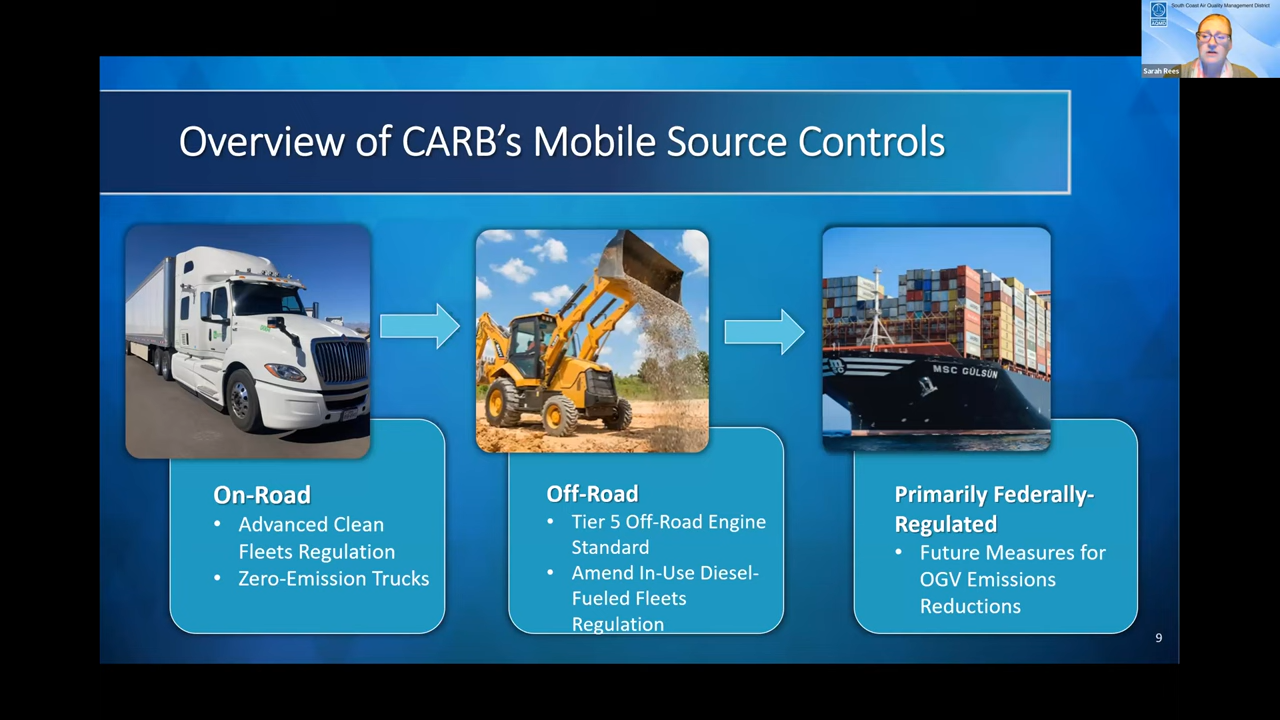 South Coast Air Quality Management District
AQMD
Sarah Rees
Overview of CARB's Mobile Source Controls
MSC GÜLSÜN
On-Road
• Advanced Clean
Fleets Regulation
• Zero-Emission Trucks
Off-Road
• Tier 5 Off-Road Engine
Standard
• Amend In-Use Diesel-
Fueled Fleets
Regulation
Primarily Federally-
Regulated
• Future Measures for
OGV Emissions
Reductions
9